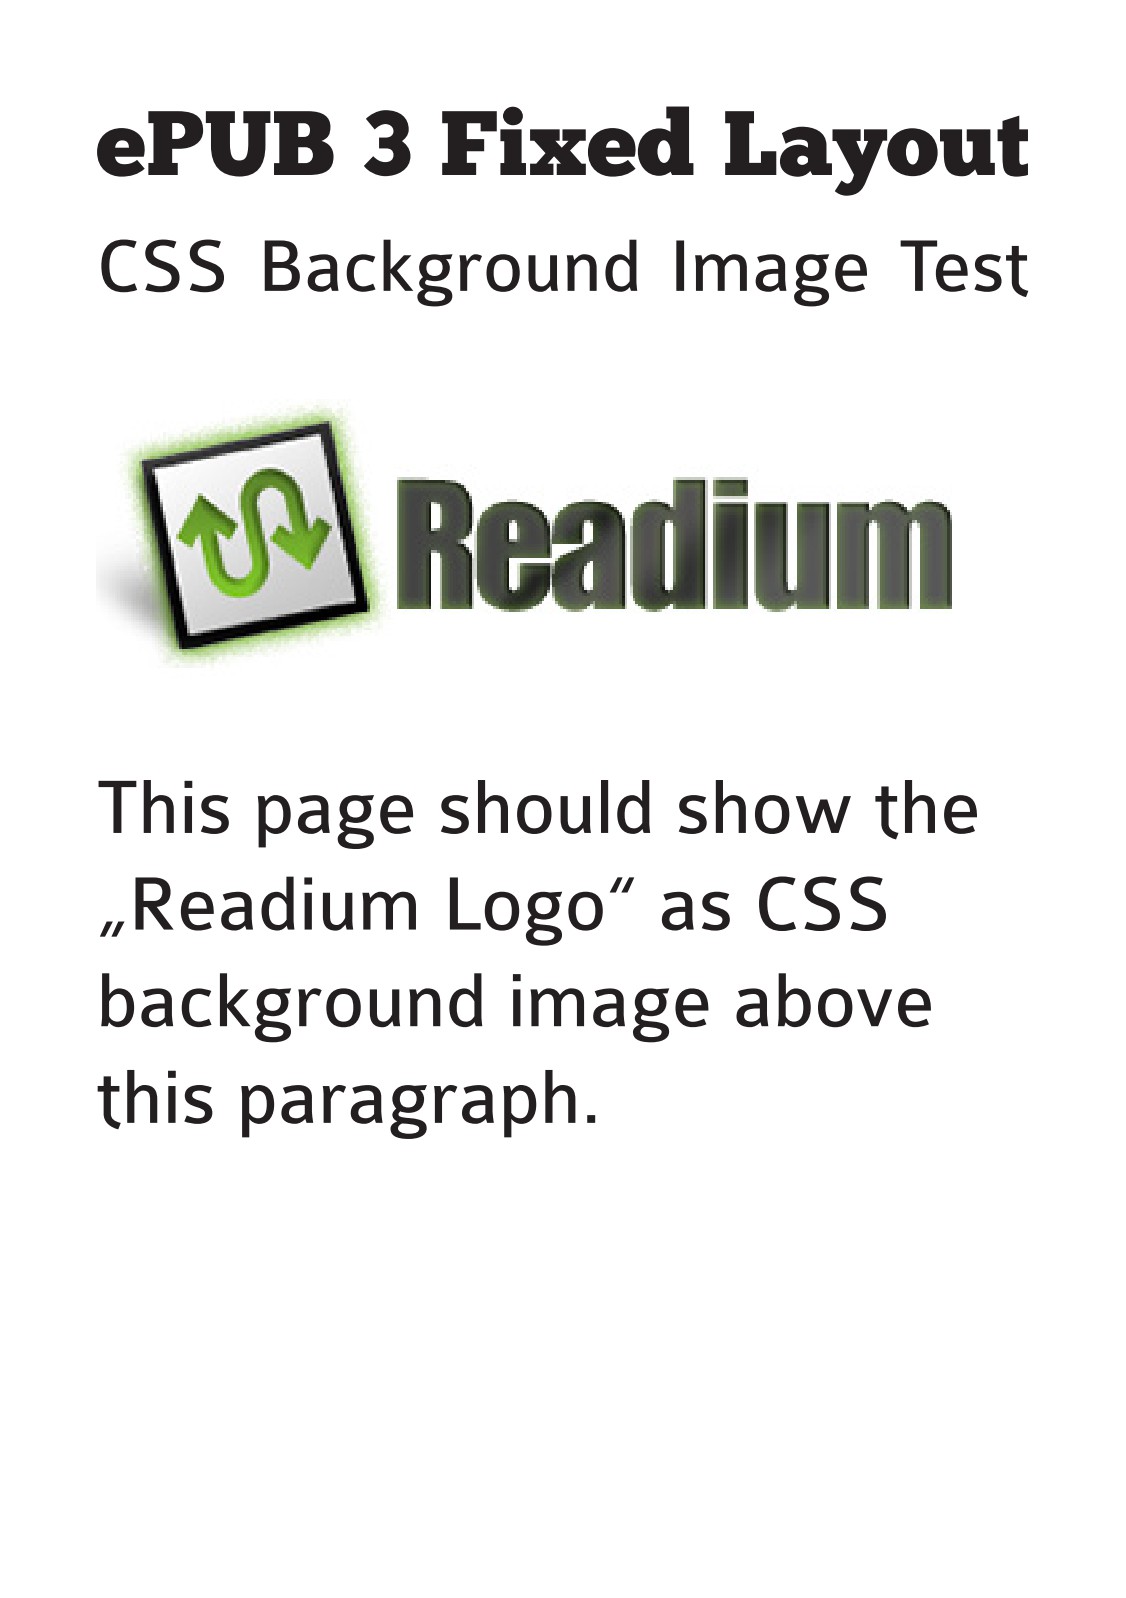 ePUB 3 Fixed Layout
CSS Background Image Test
Readium
This page should show the
„Readium Logo“ as CSS
background image above
this paragraph.